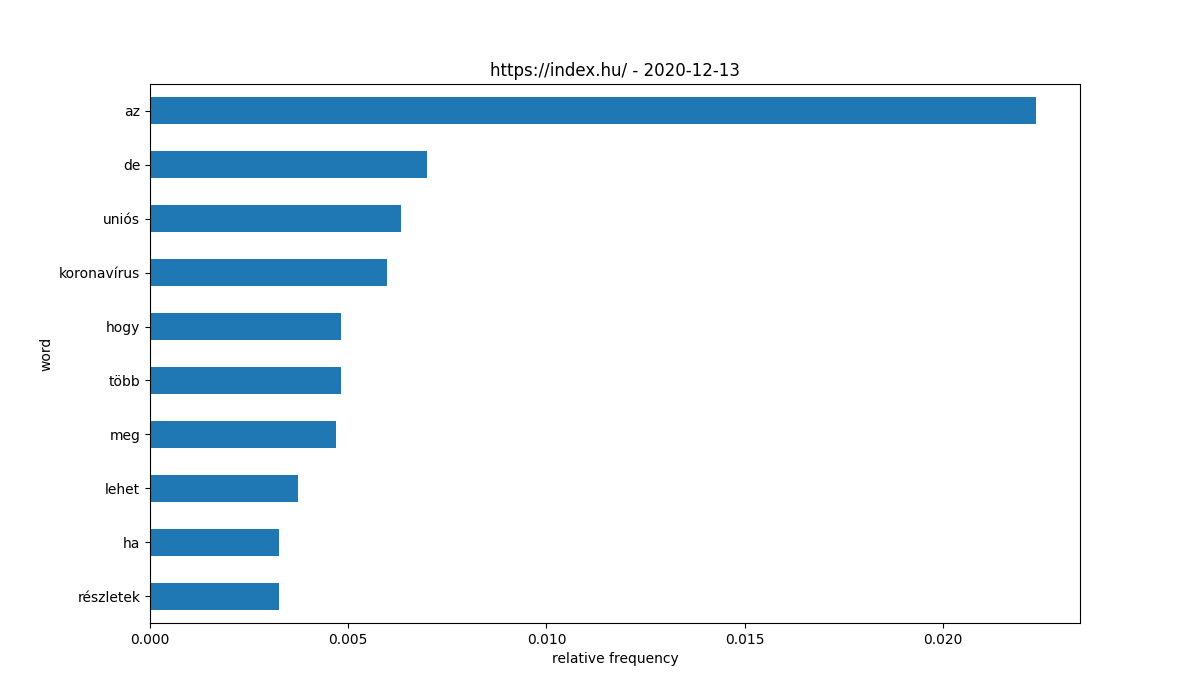 https://index.hu/ - 2020-12-13
word
az
de
uniós
koronavírus
hogy
több
meg
lehet
ha
részletek
0.000 0.005 0.010 0.015 0.020
relative frequency